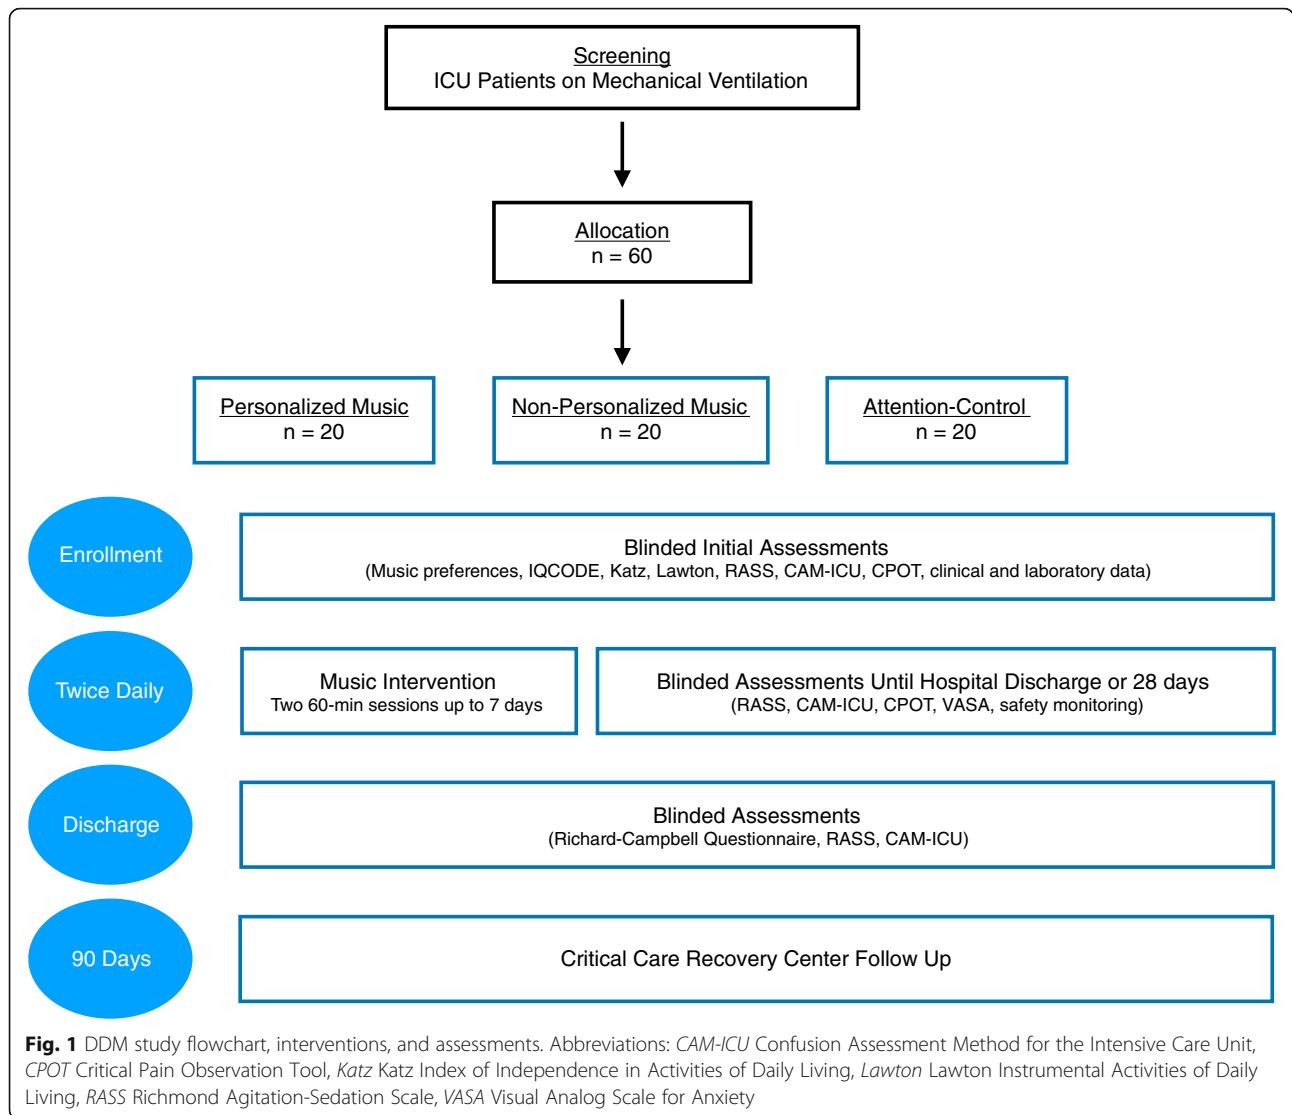 Screening
ICU Patients on Mechanical Ventilation
Allocation
n = 60
Personalized Music
n = 20
Non-Personalized Music
n = 20
Attention-Control
n = 20
Enrollment
Blinded Initial Assessments
(Music preferences, IQCODE, Katz, Lawton, RASS, CAM-ICU, CPOT, clinical and laboratory data)
Twice Daily
Music Intervention
Two 60-min sessions up to 7 days
Blinded Assessments Until Hospital Discharge or 28 days
(RASS, CAM-ICU, CPOT, VASA, safety monitoring)
Discharge
Blinded Assessments
(Richard-Campbell Questionnaire, RASS, CAM-ICU)
90 Days
Critical Care Recovery Center Follow Up
Fig. 1 DDM study flowchart, interventions, and assessments. Abbreviations: CAM-ICU Confusion Assessment Method for the Intensive Care Unit,
CPOT Critical Pain Observation Tool, Katz Katz Index of Independence in Activities of Daily Living, Lawton Lawton Instrumental Activities of Daily
Living, RASS Richmond Agitation-Sedation Scale, VASA Visual Analog Scale for Anxiety